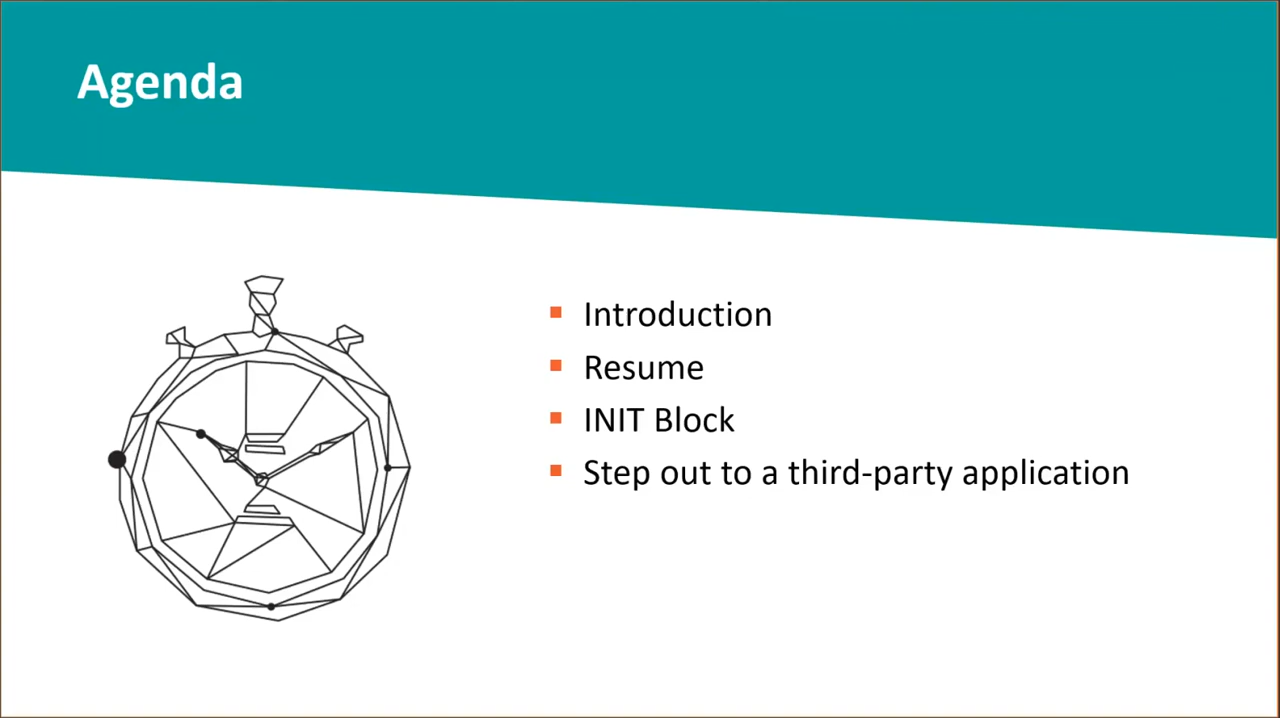 Agenda
Introduction
Resume
INIT Block
Step out to a third-party application